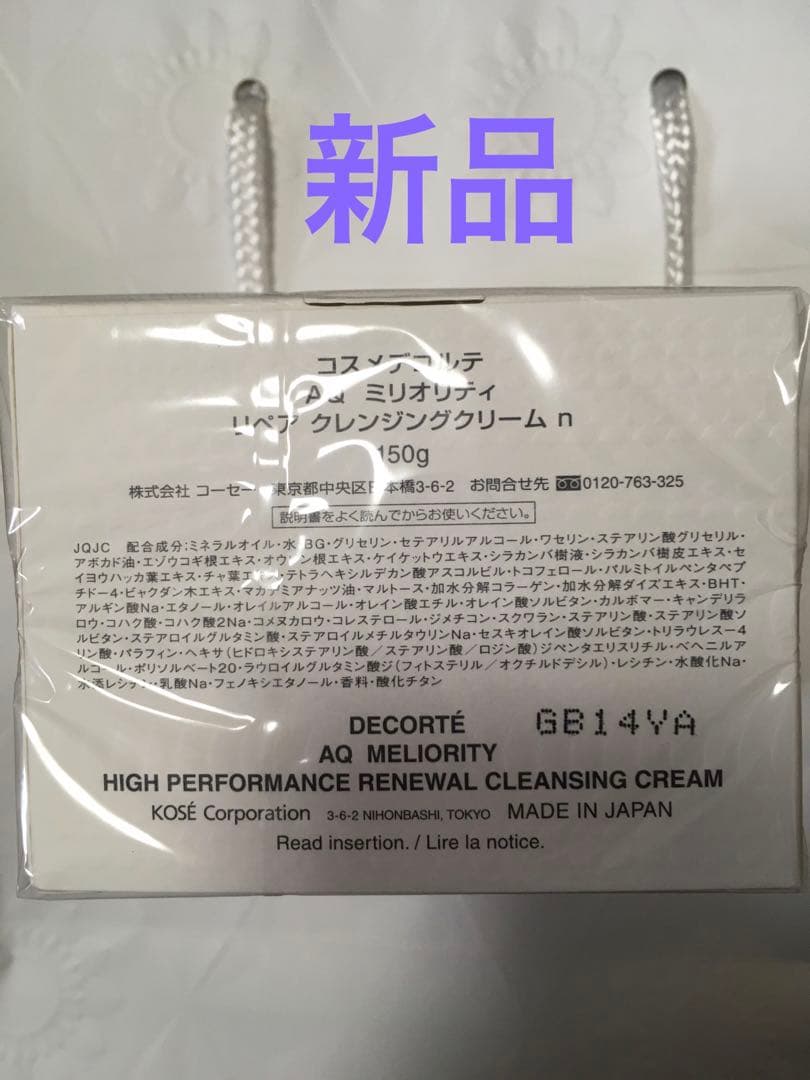 新品
コスメデコルテ
AQ ミリオリティ
リペア クレンジングクリーム n
150g
株式会社 コーセー 東京都中央区日本橋3-6-2 お問合せ先 0120-763-325
説明書をよく読んでからお使いください。
JQJC 配合成分:ミネラルオイル・水・BG・グリセリン・セテアリルアルコール・ワセリン・ステアリン酸グリセリル・
アボカド油・エゾウコギ根エキス・オウゴン根エキス・ケイケットウエキス・シラカンバ樹液・シラカンバ樹皮エキス・セ
イヨウハッカ葉エキス・チャ葉エキス・テトラヘキシルデカン酸アスコルビル・トコフェロール・パルミトイルペンタペプ
チドー4・ビャクダン木エキス・マカデミアナッツ油・マルトース・加水分解コラーゲン・加水分解ダイズエキス・BHT・
アルギン酸Na・エタノール・オレイルアルコール・オレイン酸エチル・オレイン酸ソルビタン・カルボマー・キャンデリラ
ロウ・コハク酸・コハク酸2Na・コメヌカロウ・コレステロール・ジメチコン・スクワラン・ステアリン酸・ステアリン酸ソ
ルビタン・ステアロイルグルタミン酸・ステアロイルメチルタウリンNa・セスキオレイン酸ソルビタン・トリラウレスー4
リン酸・パラフィン・ヘキサ(ヒドロキシステアリン酸/ステアリン酸/ロジン酸)ジペンタエリスリチル・ベヘニルア
ルコール・ポリソルベート20・ラウロイルグルタミン酸ジ(フィトステリル/オクチルドデシル)・レシチン・水酸化Na・
水添レシチン・乳酸Na・フェノキシエタノール・香料・酸化チタン
DECORTÉ GB14YA
AQ MELIORITY
HIGH PERFORMANCE RENEWAL CLEANSING CREAM
KOSÉ Corporation 3-6-2 NIHONBASHI, TOKYO MADE IN JAPAN
Read insertion. / Lire la notice.